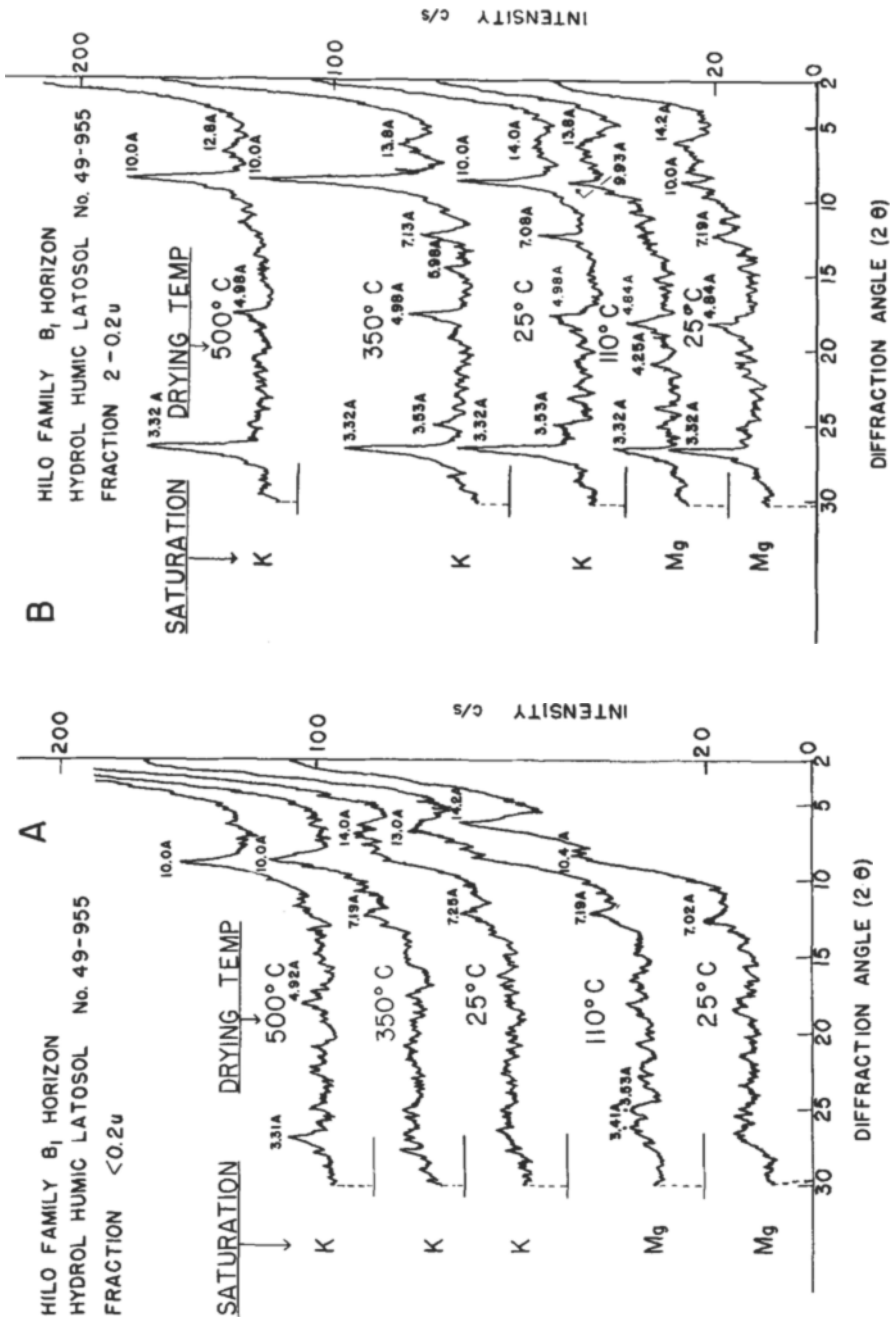 A
HILO FAMILY B₁ HORIZON
HYDROL HUMIC LATOSOL No. 49-955
FRACTION <0.2u
SATURATION
DRYING TEMP
K
3.31A
500°C
4.92A
10.0A
K
350°C
10.0A
K
25°C
7.19A
14.0A
Mg
3.41A
3.53A
110°C
7.25A
7.19A
13.0A
Mg
25°C
7.02A
10.4A
14.2A
200
100
20
0
INTENSITY c/s
30
25
20
15
10
5
2
DIFFRACTION ANGLE (2θ)
B
HILO FAMILY B₁ HORIZON
HYDROL HUMIC LATOSOL No. 49-955
FRACTION 2-0.2u
SATURATION
DRYING TEMP
K
3.32A
500°C
4.98A
10.0A
12.8A
K
3.32A
3.53A
350°C
4.98A
5.98A
7.13A
10.0A
13.8A
K
3.32A
3.53A
25°C
4.98A
7.08A
10.0A
14.0A
Mg
3.32A
110°C
4.25A
4.84A
9.93A
13.8A
Mg
3.32A
25°C
4.84A
7.19A
10.0A
14.2A
200
100
20
0
INTENSITY c/s
30
25
20
15
10
5
2
DIFFRACTION ANGLE (2θ)